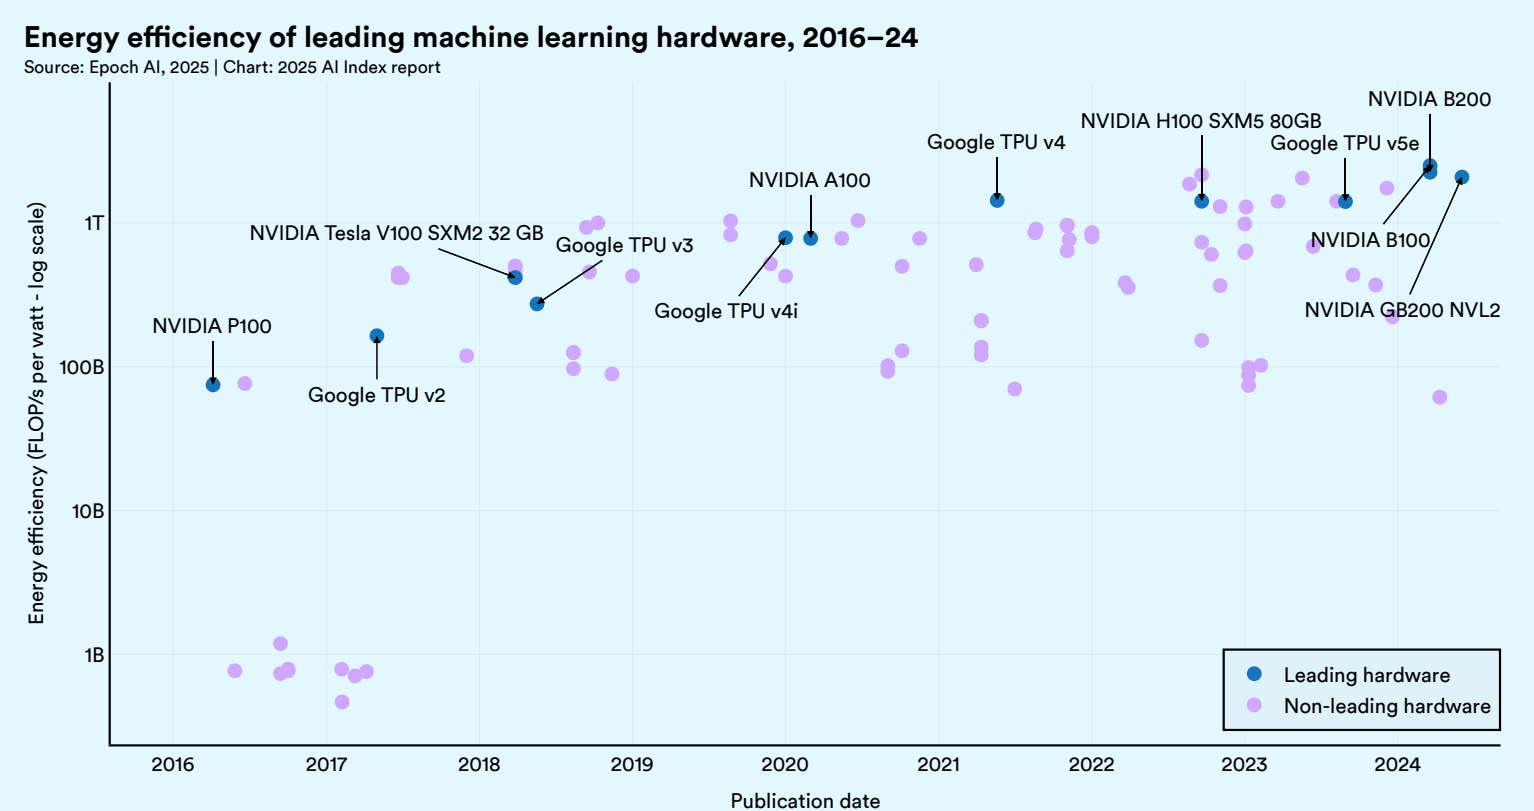 Energy efficiency of leading machine learning hardware, 2016–24
Source: Epoch AI, 2025 | Chart: 2025 AI Index report
NVIDIA B200
NVIDIA H100 SXM5 80GB
Google TPU v4
Google TPU v5e
NVIDIA A100
1T
NVIDIA Tesla V100 SXM2 32 GB
Google TPU v3
NVIDIA B100
Google TPU v4i
NVIDIA GB200 NVL2
NVIDIA P100
100B
Google TPU v2
Energy efficiency (FLOP/s per watt - log scale)
10B
1B
Leading hardware
Non-leading hardware
2016 2017 2018 2019 2020 2021 2022 2023 2024
Publication date